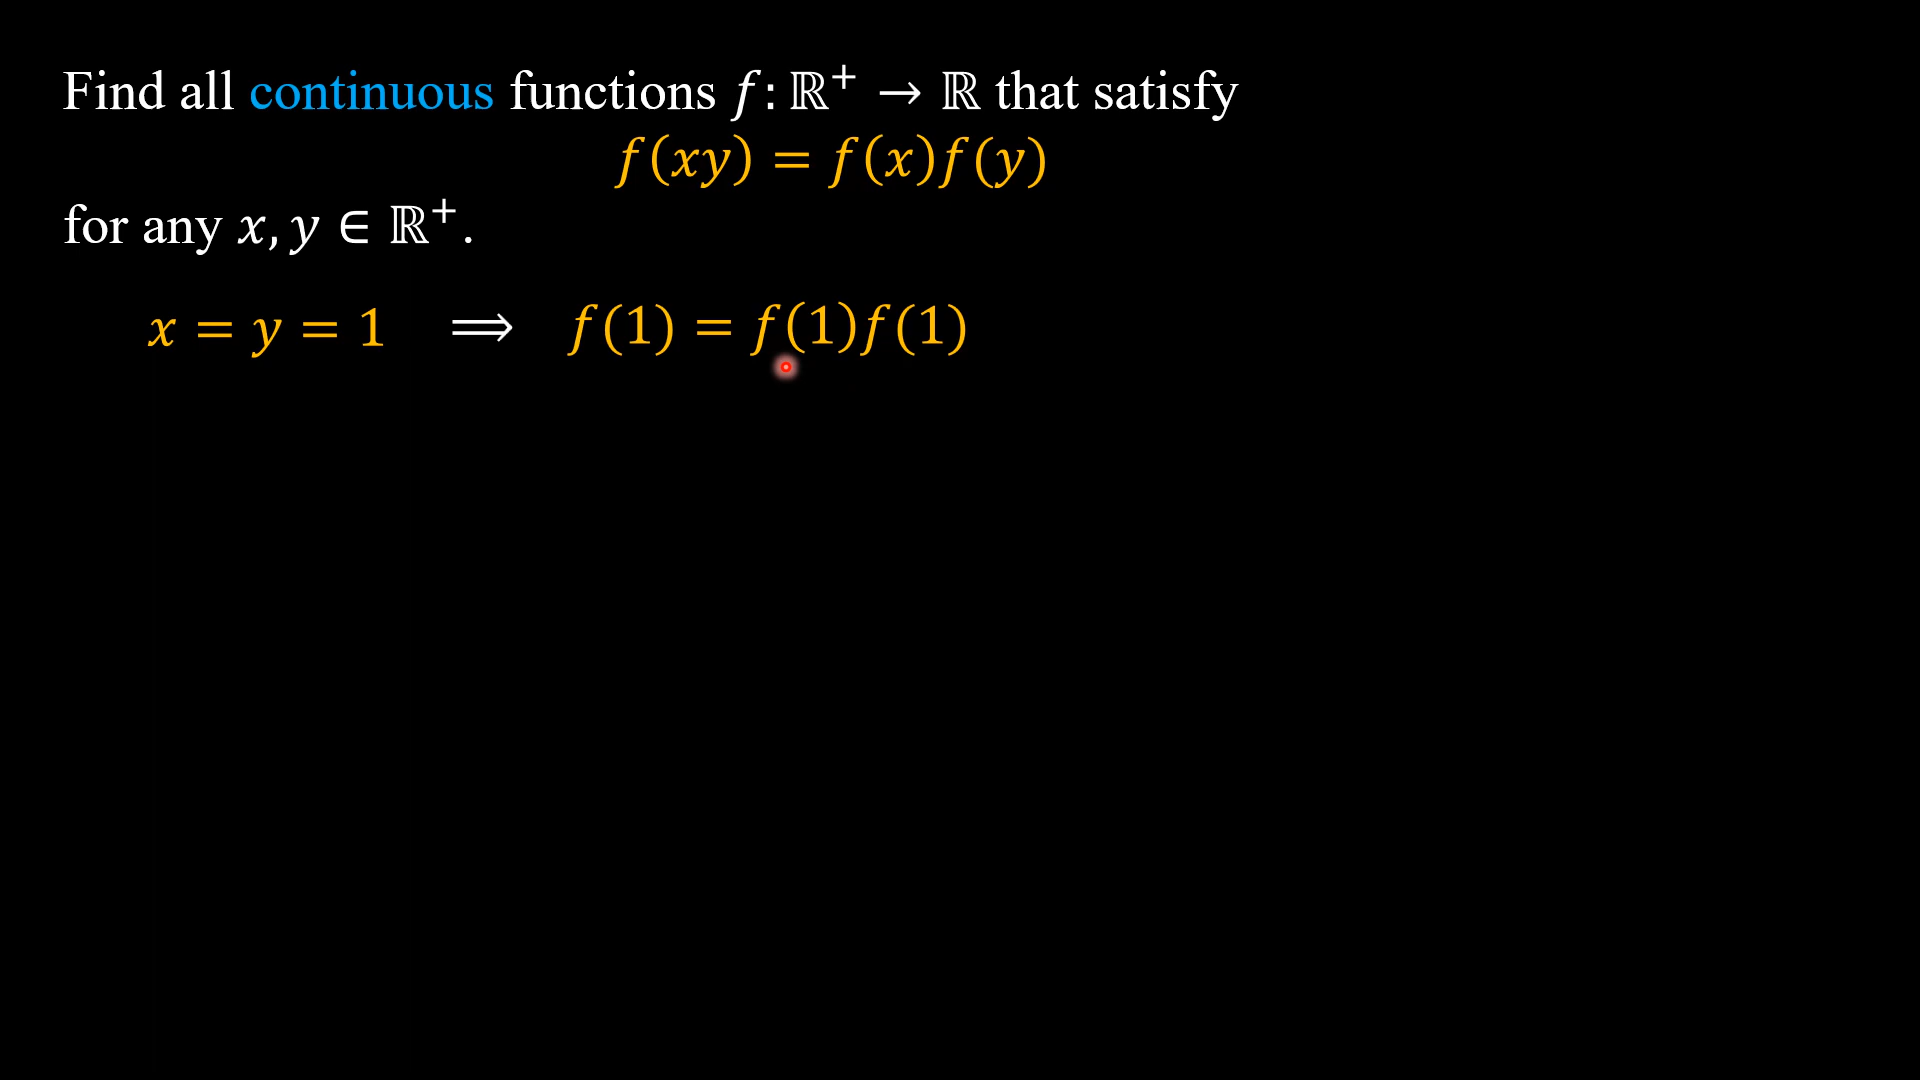 Find all continuous functions f: ℝ⁺ → ℝ that satisfy
f(xy) = f(x)f(y)
for any x, y ∈ ℝ⁺.
x = y = 1 ⟹ f(1) = f(1)f(1)